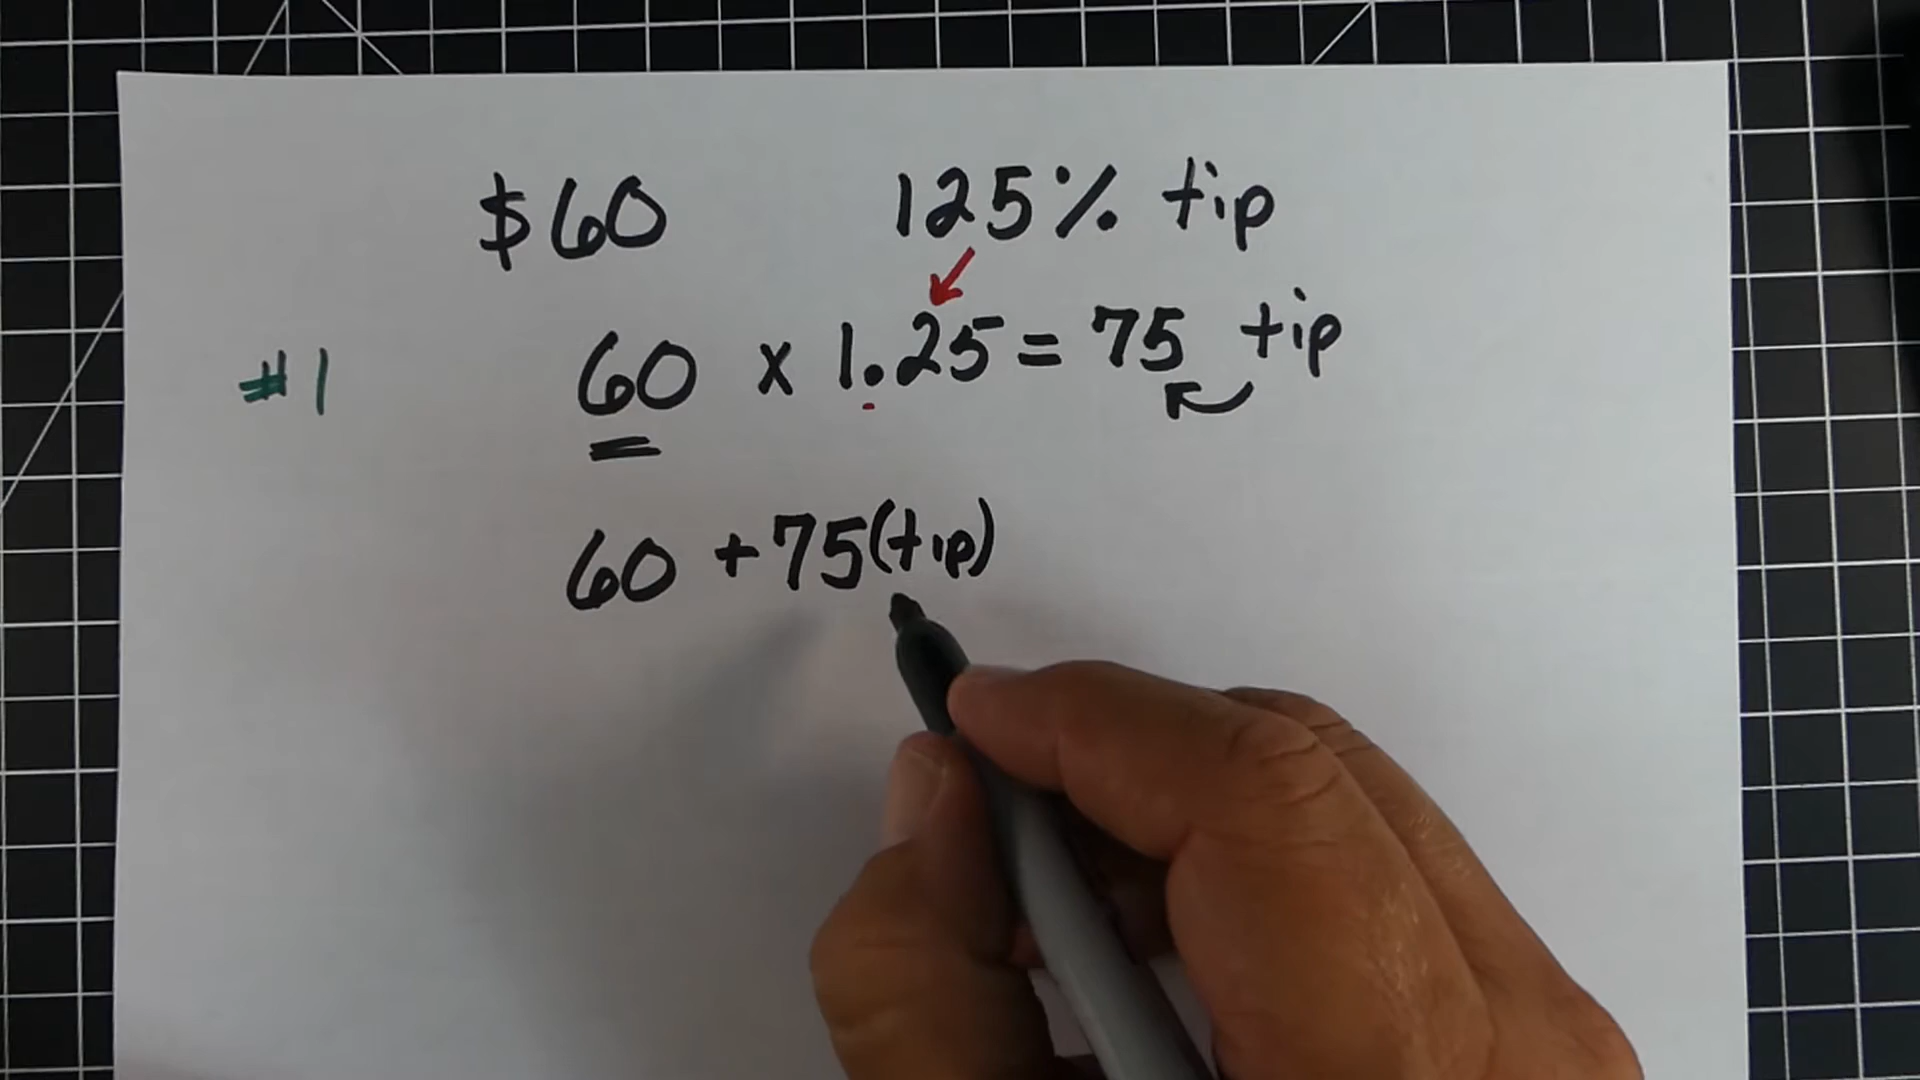 $60 125% tip
#1 60 x 1.25 = 75 tip
60 + 75(tip)